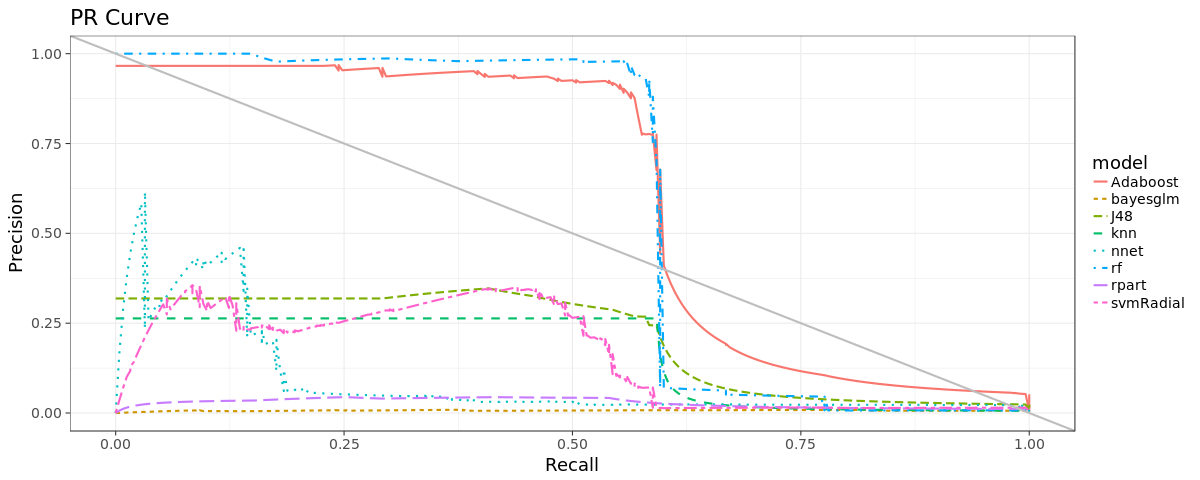 PR Curve
1.00
0.75
0.50
0.25
0.00
Precision
0.00 0.25 0.50 0.75 1.00
Recall
model
Adaboost
bayesglm
J48
knn
nnet
rf
rpart
svmRadial